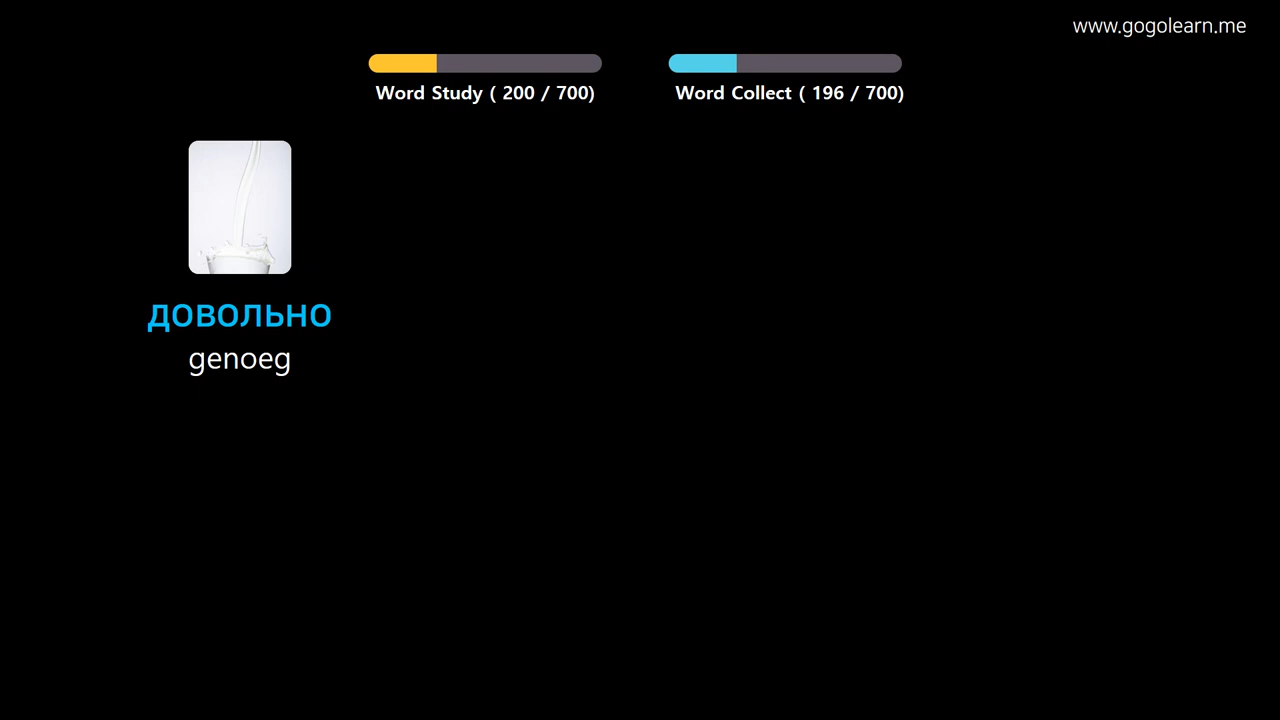 www.gogolearn.me
Word Study ( 200 / 700)
Word Collect ( 196 / 700)
довольно
genoeg